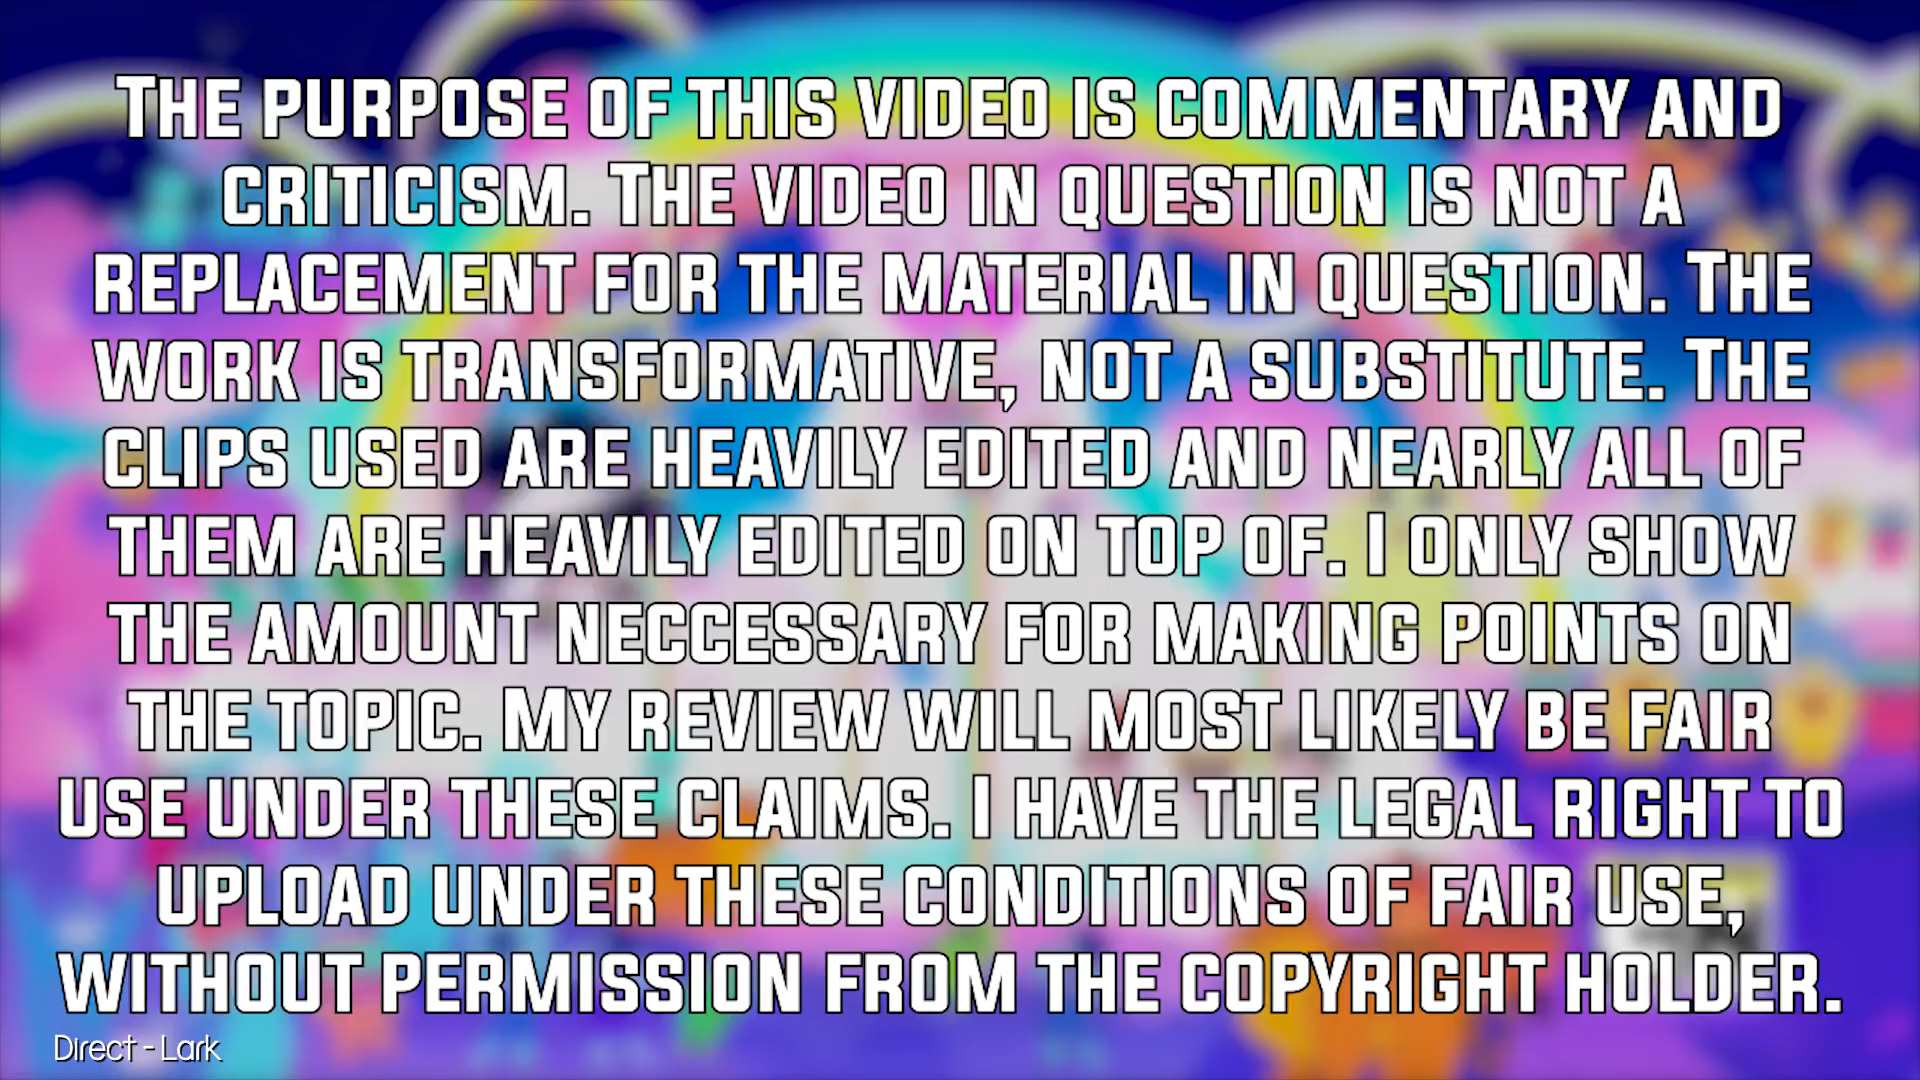 The purpose of this video is commentary and
criticism. The video in question is not a
replacement for the material in question. The
work is transformative, not a substitute. The
clips used are heavily edited and nearly all of
them are heavily edited on top of. I only show
the amount neccessary for making points on
the topic. My review will most likely be fair
use under these claims. I have the legal right to
upload under these conditions of fair use,
without permission from the copyright holder.
Direct - Lark